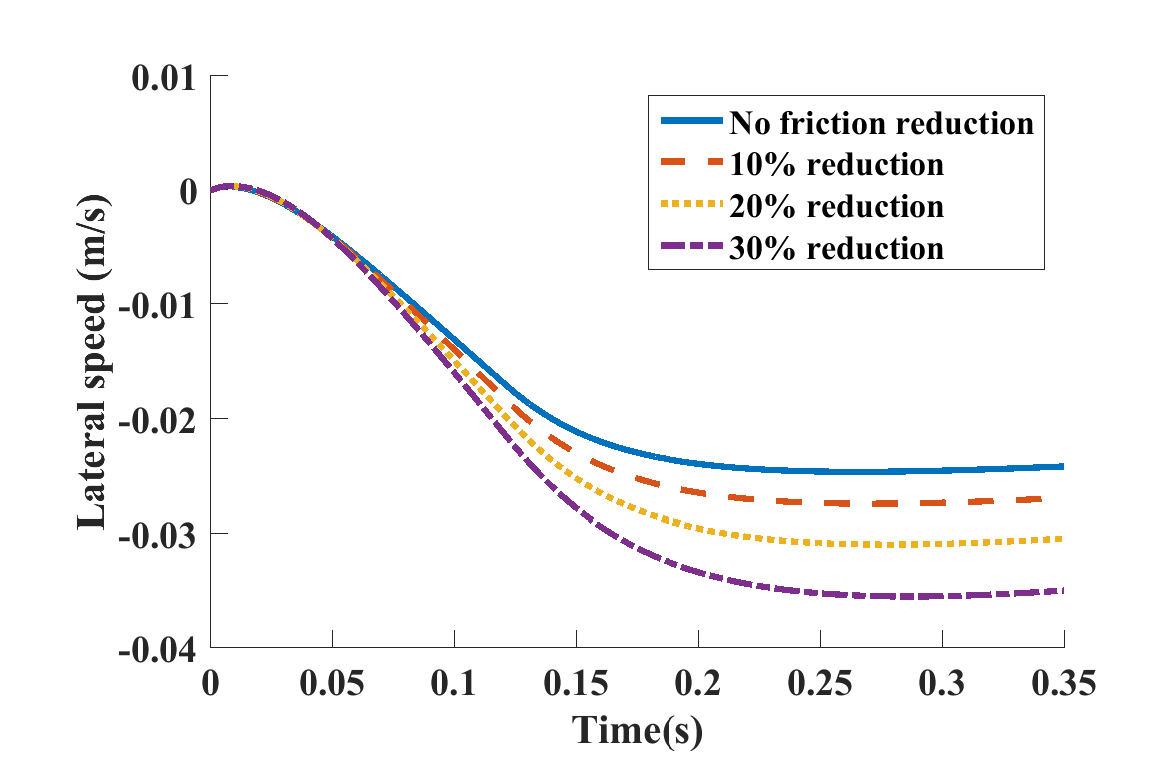 0.01
0
-0.01
-0.02
-0.03
-0.04
Lateral speed (m/s)
No friction reduction
10% reduction
20% reduction
30% reduction
0 0.05 0.1 0.15 0.2 0.25 0.3 0.35
Time(s)